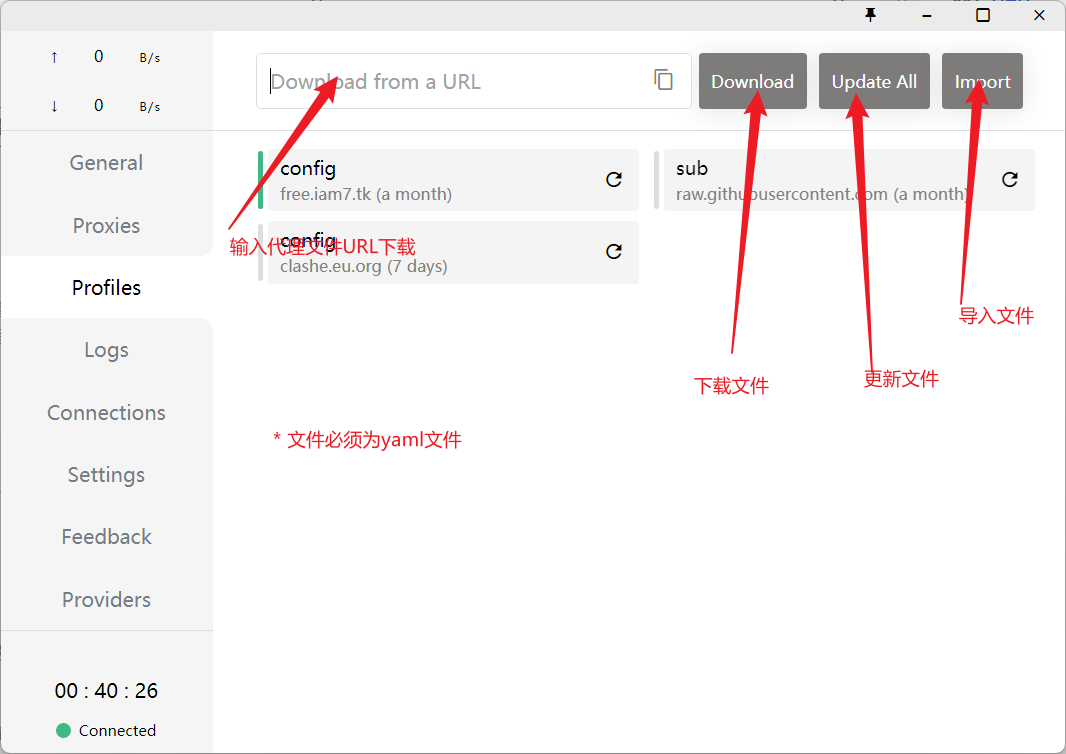 ↑ 0 B/s
↓ 0 B/s
General
Proxies
Profiles
Logs
Connections
Settings
Feedback
Providers
00 : 40 : 26
Connected
Download from a URL
Download
Update All
Import
config
free.iam7.tk (a month)
sub
raw.githubusercontent.com (a month)
config
clashe.eu.org (7 days)
输入代理文件URL下载
下载文件
更新文件
导入文件
* 文件必须为yaml文件